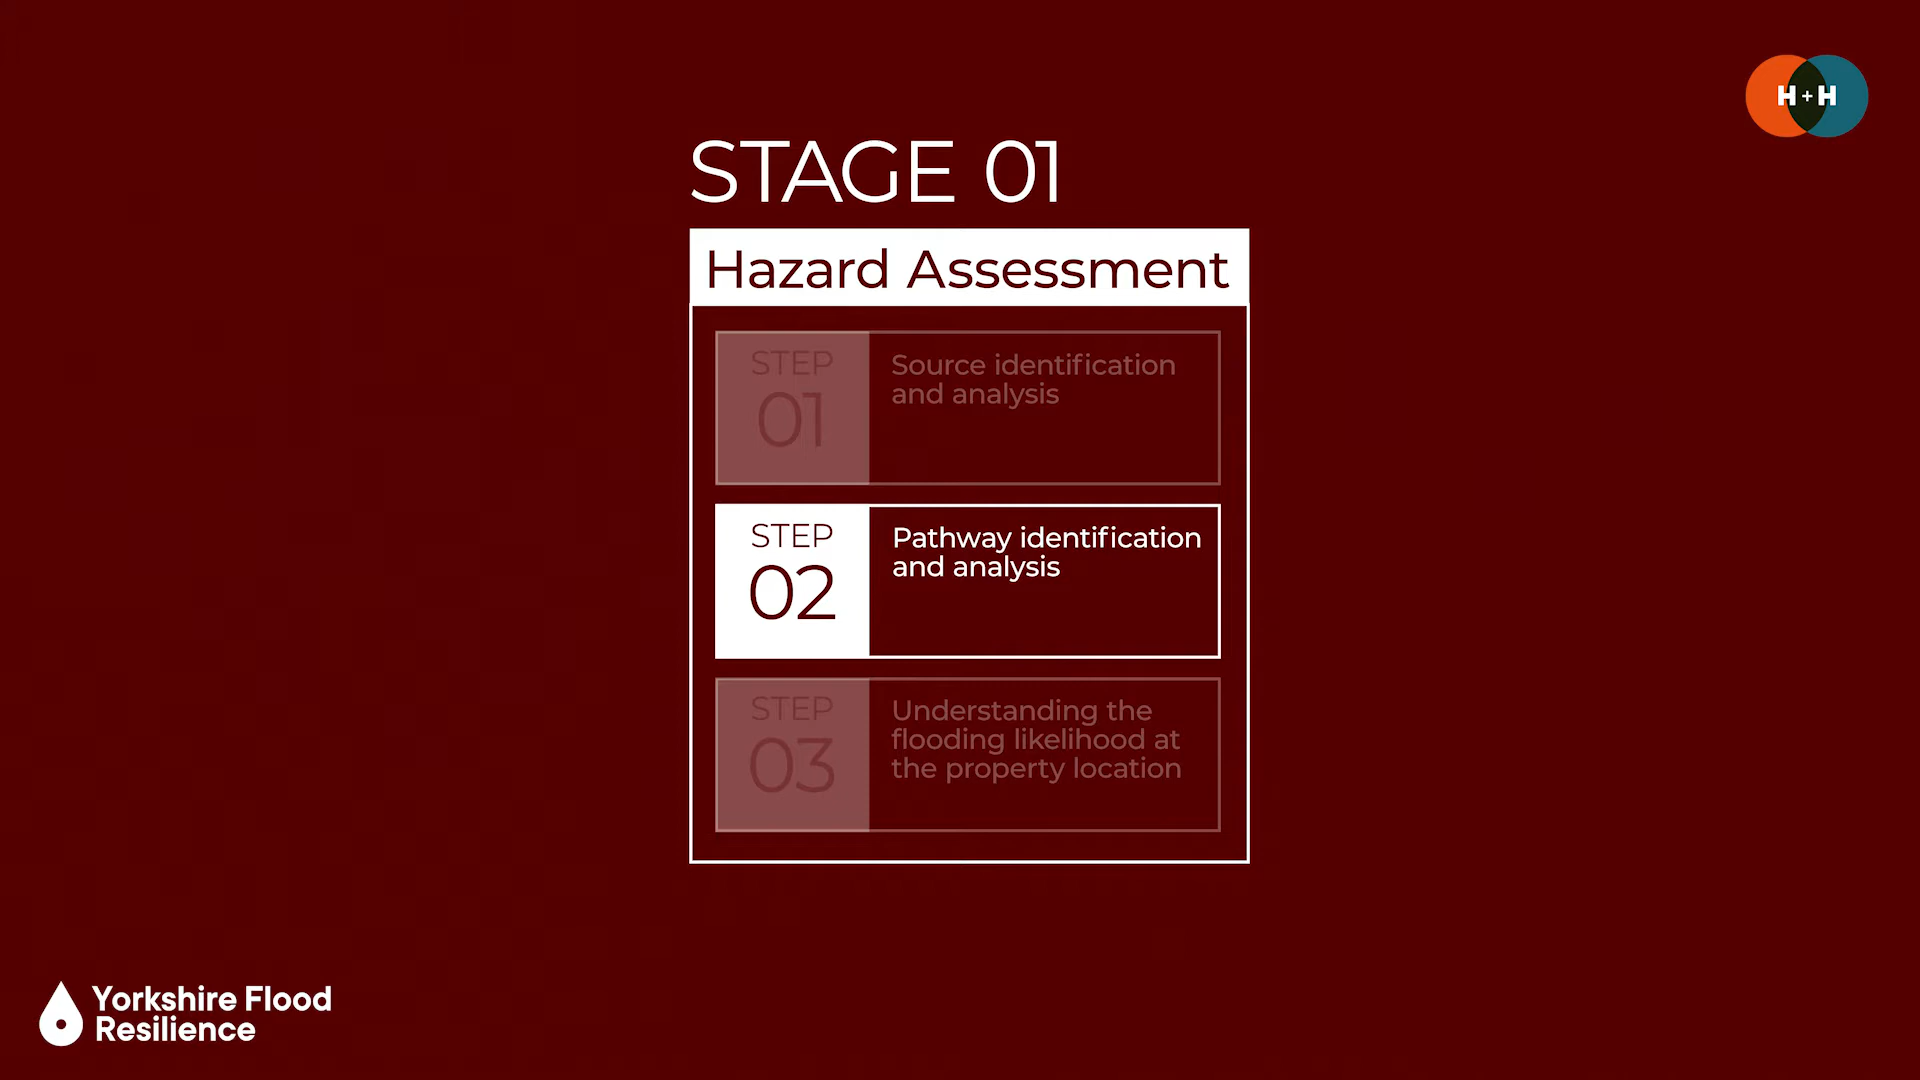 H+H
STAGE 01
Hazard Assessment
STEP
01
Source identification
and analysis
STEP
02
Pathway identification
and analysis
STEP
03
Understanding the
flooding likelihood at
the property location
Yorkshire Flood
Resilience